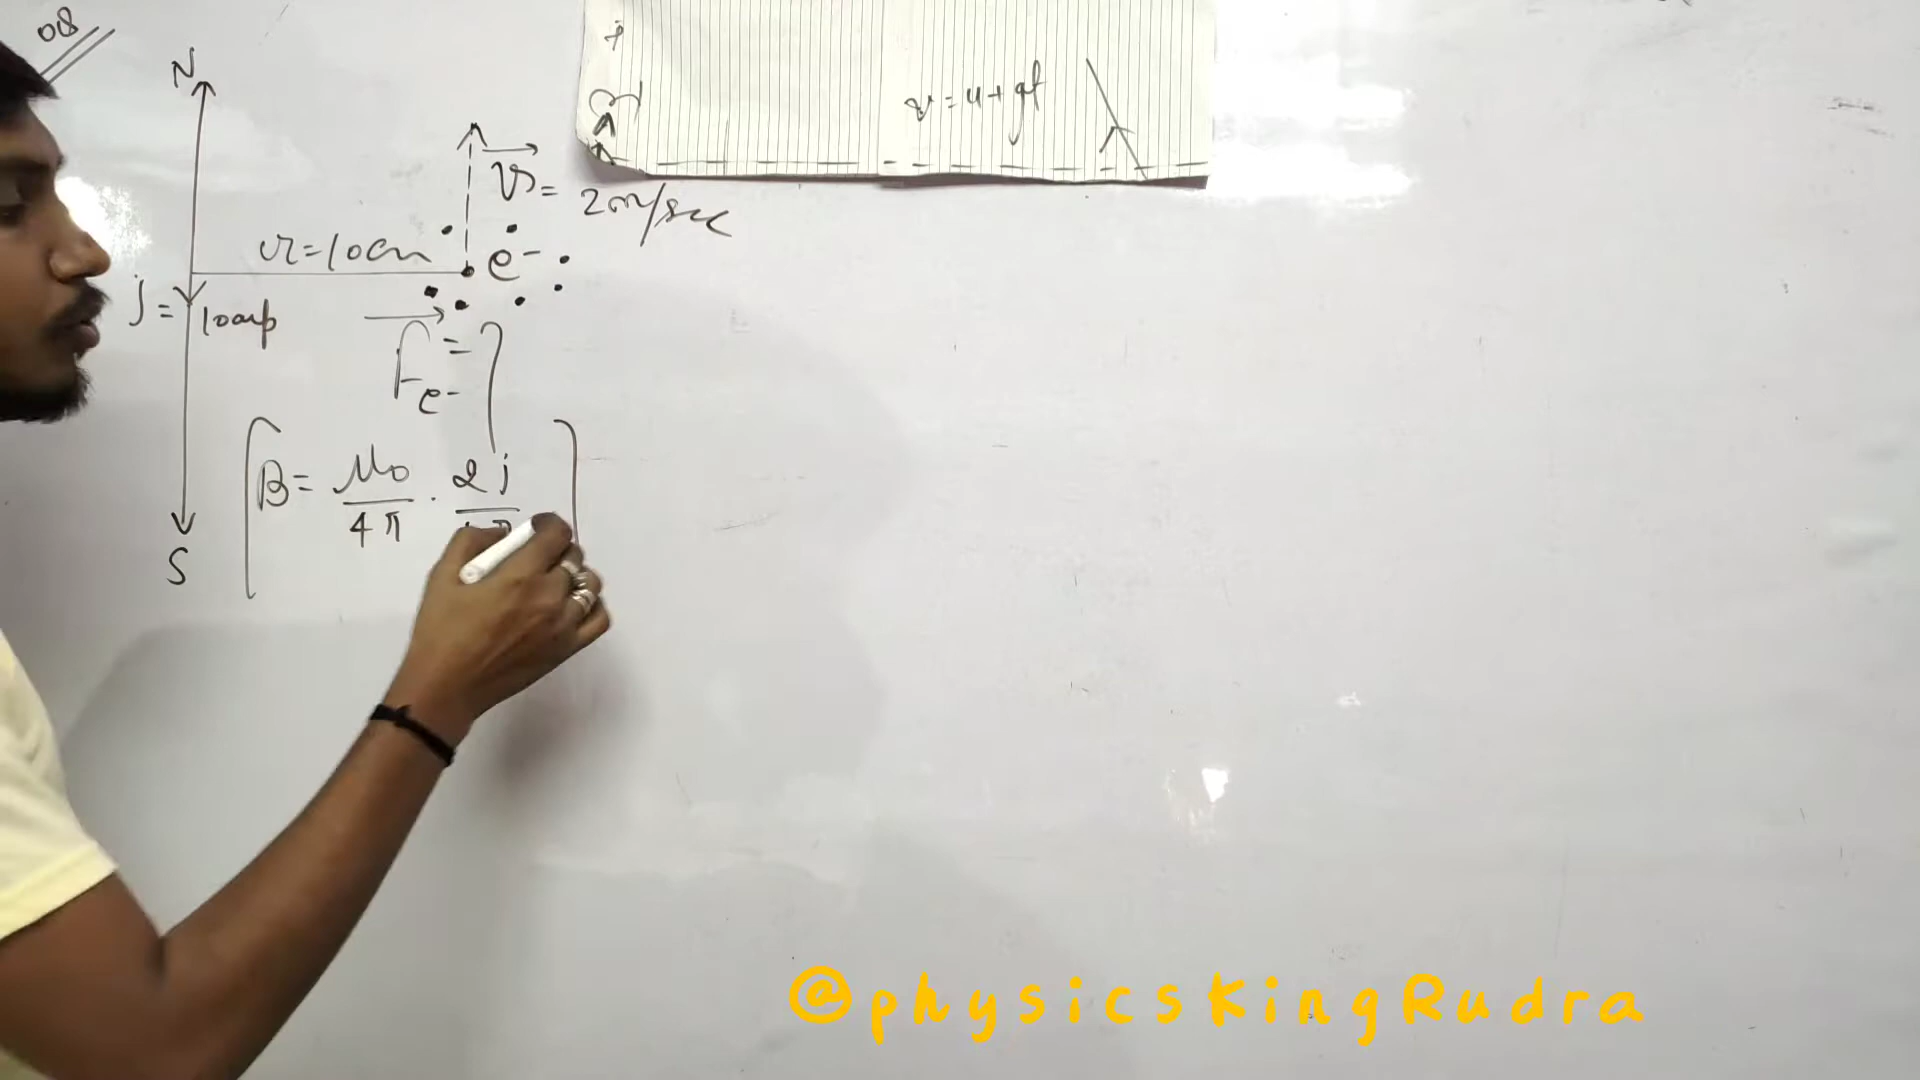 08
N
v = u + gt
v = 2m/sec
r = 10cm
e-
i = 10amp
F e- = ?
B = μ0/4π · 2i
S
@physicsKingRudra